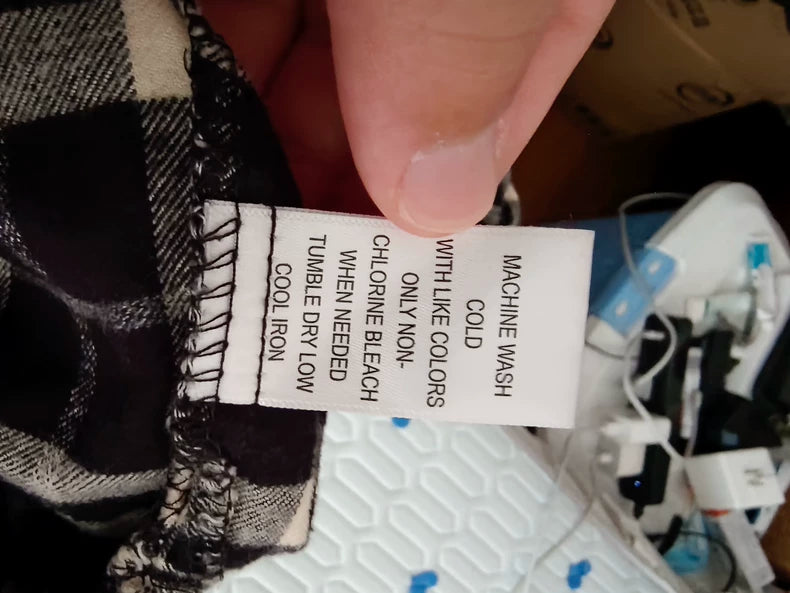 MACHINE WASH
COLD
WITH LIKE COLORS
ONLY NON-
CHLORINE BLEACH
WHEN NEEDED
TUMBLE DRY LOW
COOL IRON